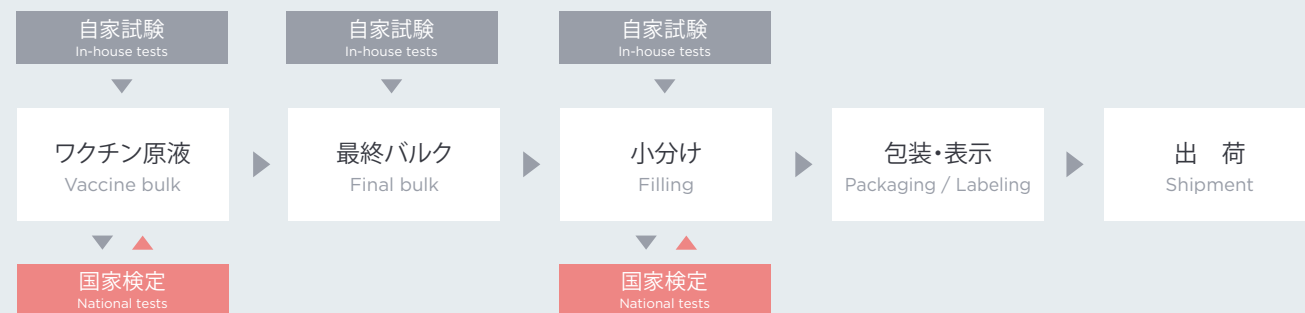 自家試験
In-house tests
自家試験
In-house tests
自家試験
In-house tests
ワクチン原液
Vaccine bulk
最終バルク
Final bulk
小分け
Filling
包装・表示
Packaging / Labeling
出　荷
Shipment
国家検定
National tests
国家検定
National tests